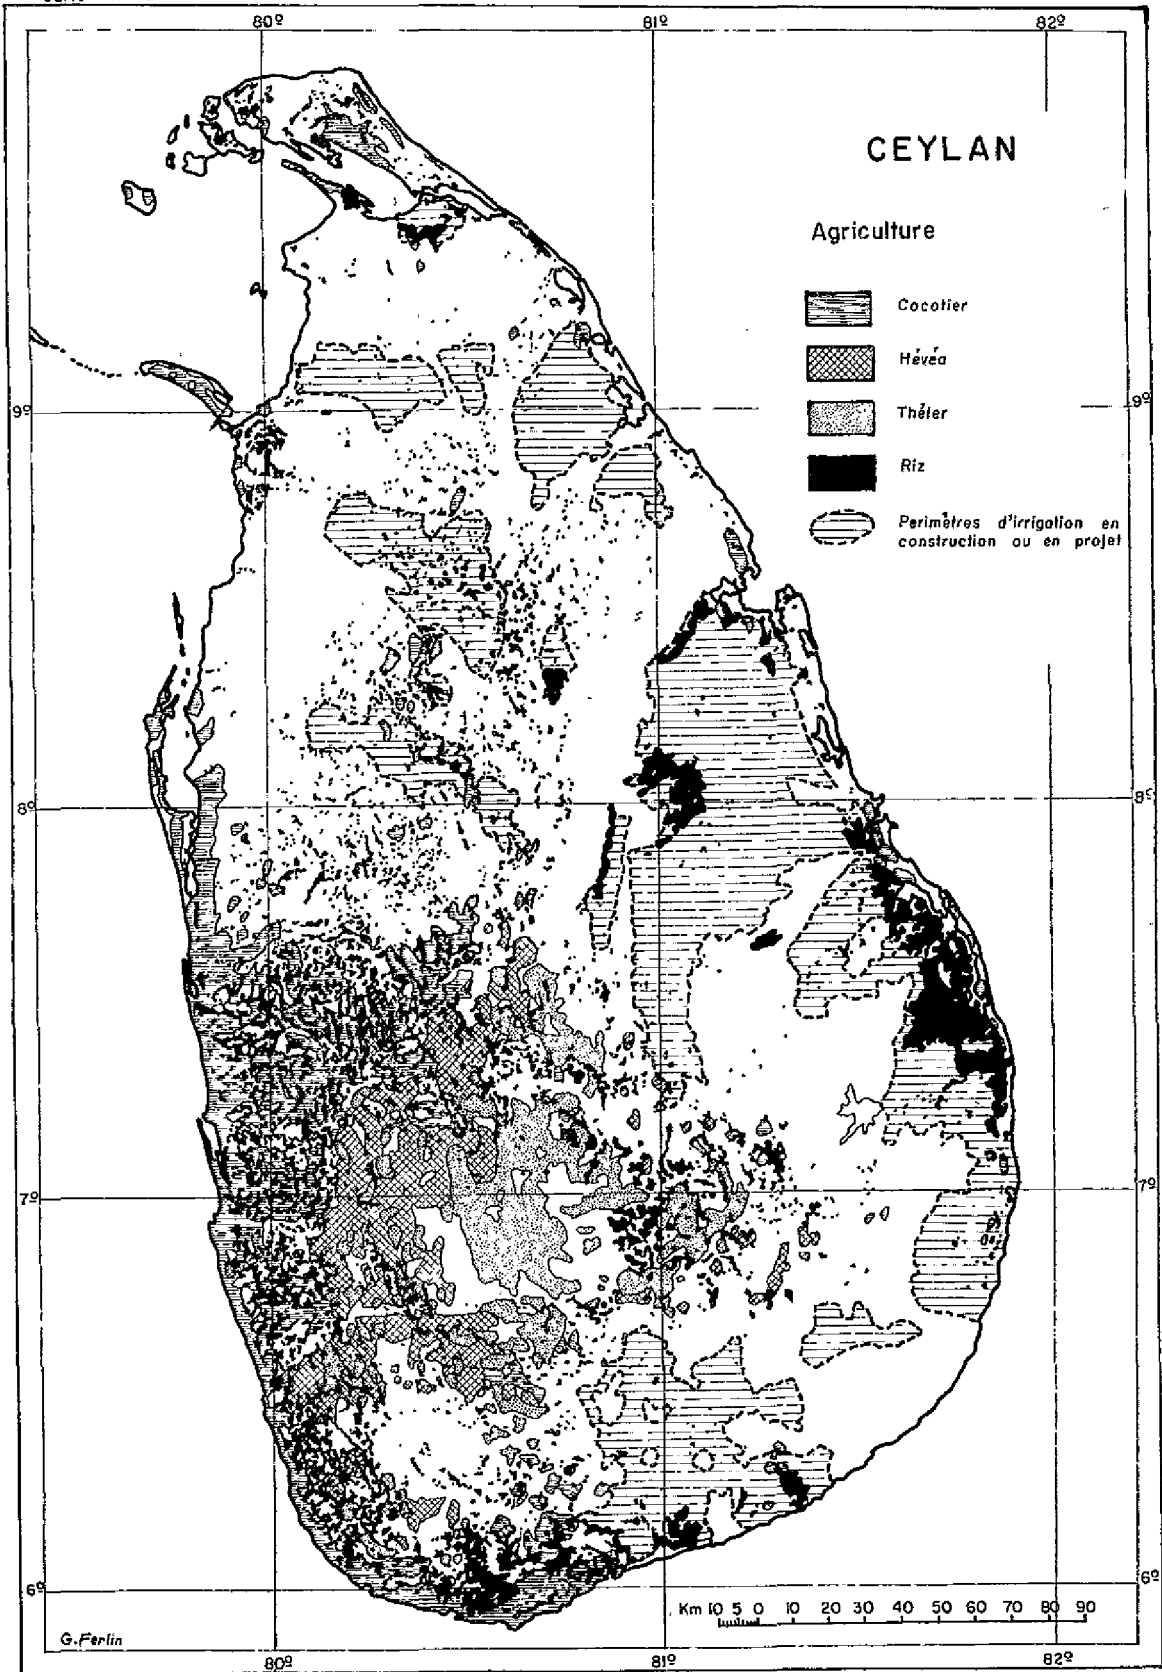 80º 81º 82º
CEYLAN
Agriculture
Cocotier
Hévéa
Théier
Riz
Perimètres d'irrigation en
construction ou en projet
9º 9º
8º 8º
7º 7º
6º 6º
Km 10 5 0 10 20 30 40 50 60 70 80 90
G. Ferlin
80º 81º 82º